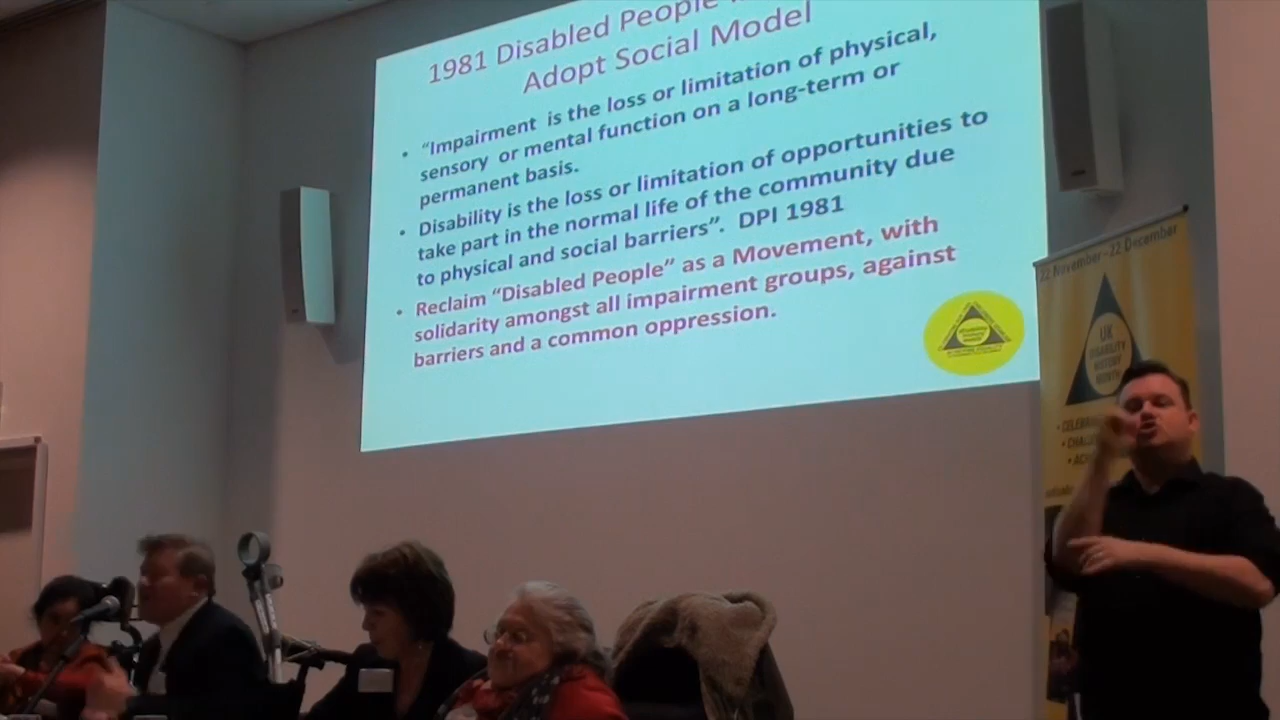 1981 Disabled People
Adopt Social Model
• “Impairment is the loss or limitation of physical,
sensory or mental function on a long-term or
permanent basis.
• Disability is the loss or limitation of opportunities to
take part in the normal life of the community due
to physical and social barriers”. DPI 1981
• Reclaim “Disabled People” as a Movement, with
solidarity amongst all impairment groups, against
barriers and a common oppression.
22 November - 22 December
UK
DISABILITY
HISTORY
MONTH